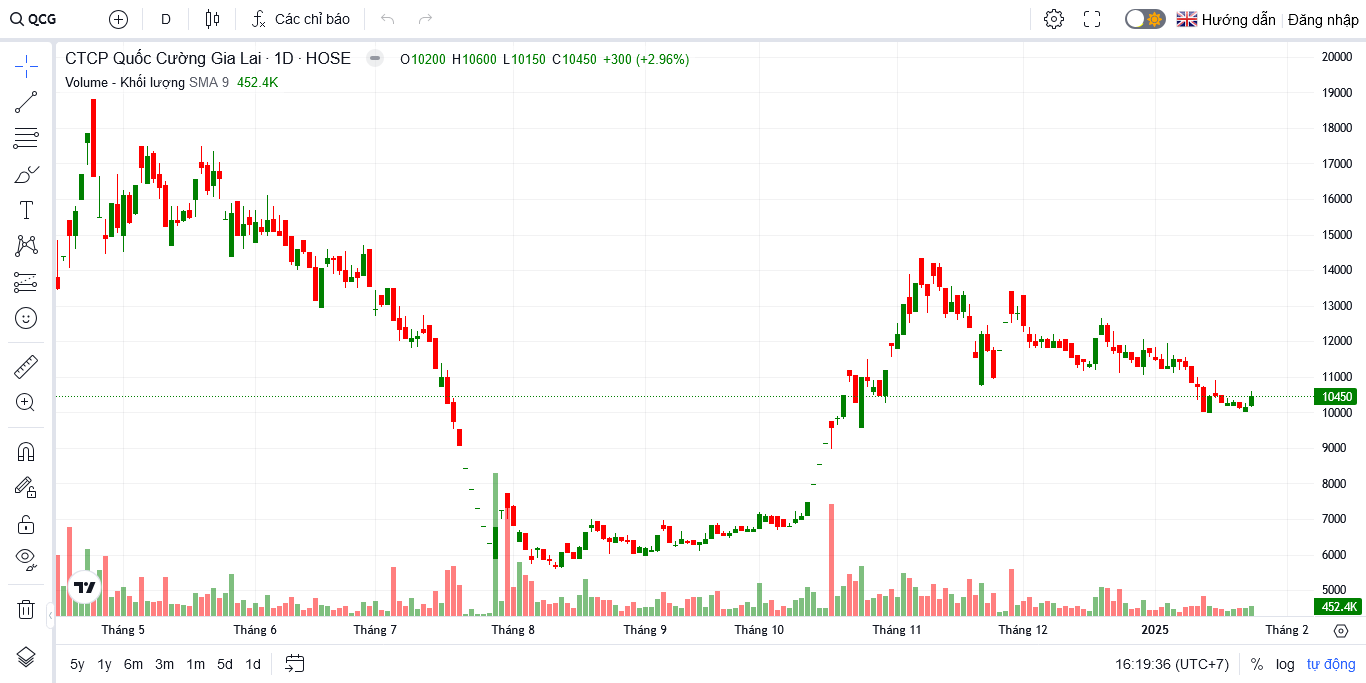 QCG D Các chỉ báo Hướng dẫn Đăng nhập
CTCP Quốc Cường Gia Lai · 1D · HOSE O10200 H10600 L10150 C10450 +300 (+2.96%)
Volume - Khối lượng SMA 9 452.4K
20000
19000
18000
17000
16000
15000
14000
13000
12000
11000
10450
10000
9000
8000
7000
6000
5000
452.4K
Tháng 5 Tháng 6 Tháng 7 Tháng 8 Tháng 9 Tháng 10 Tháng 11 Tháng 12 2025 Tháng 2
5y 1y 6m 3m 1m 5d 1d 16:19:36 (UTC+7) % log tự động